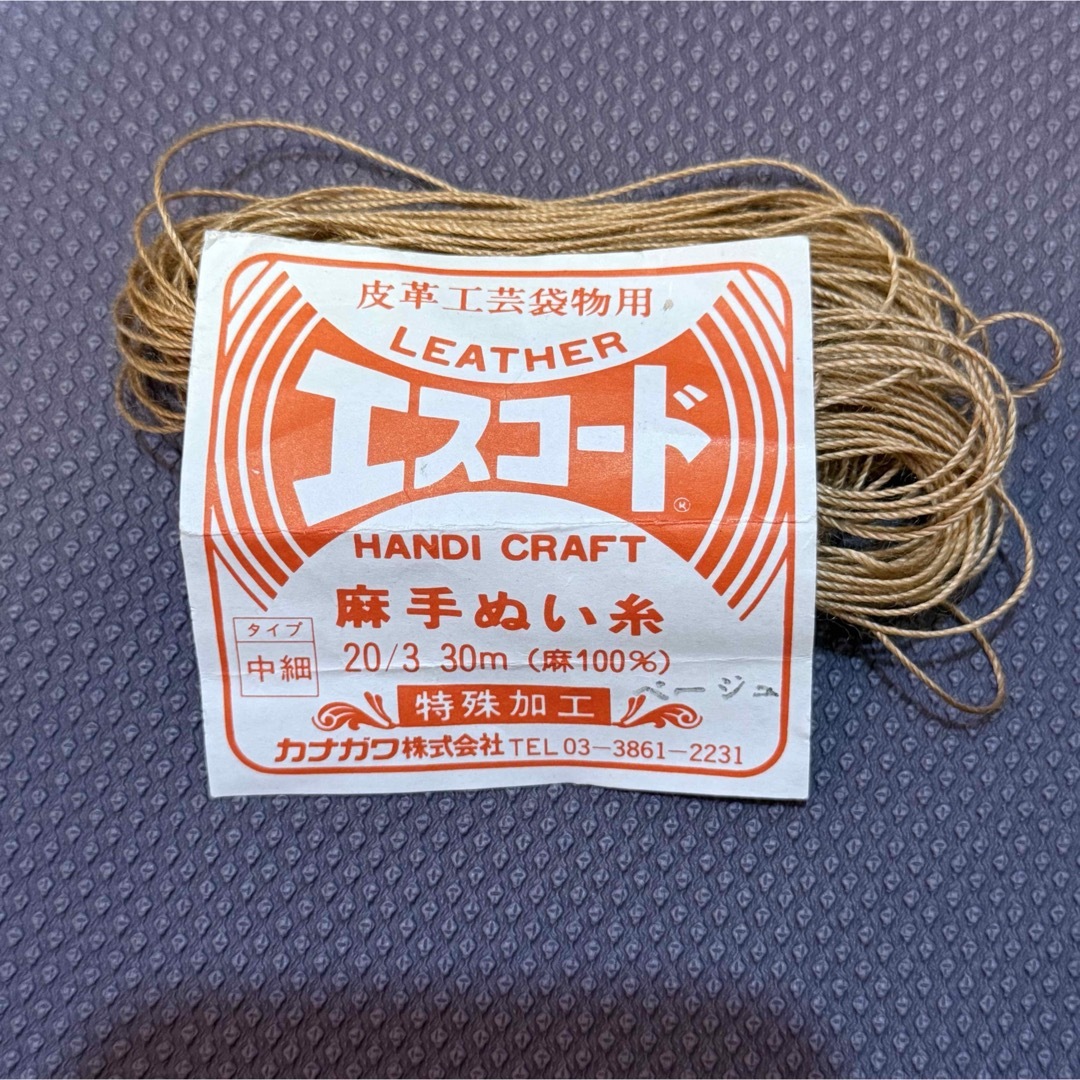 皮革工芸袋物用
LEATHER
エスコード
HANDI CRAFT
麻手ぬい糸
タイプ
中細
20/3 30m (麻100%)
ベージュ
特殊加工
カナガワ株式会社 TEL 03-3861-2231